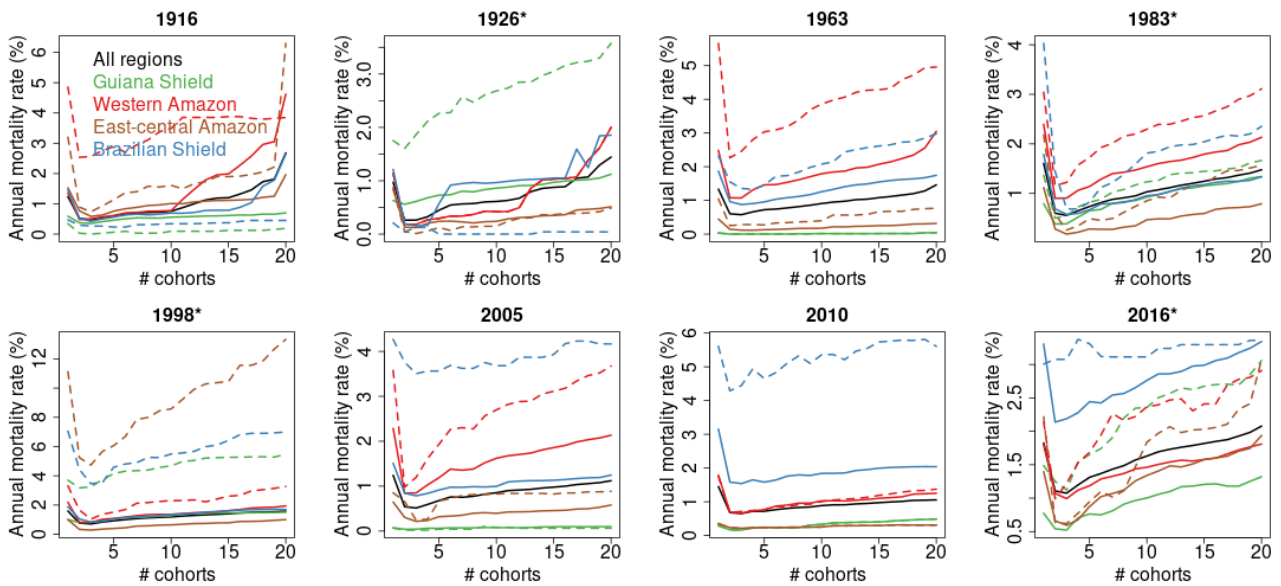 1916
Annual mortality rate (%)
6
5
4
3
2
1
0
All regions
Guiana Shield
Western Amazon
East-central Amazon
Brazilian Shield
5 10 15 20
# cohorts
1926*
Annual mortality rate (%)
3.0
2.0
1.0
0.0
5 10 15 20
# cohorts
1963
Annual mortality rate (%)
5
4
3
2
1
0
5 10 15 20
# cohorts
1983*
Annual mortality rate (%)
4
3
2
1
5 10 15 20
# cohorts
1998*
Annual mortality rate (%)
12
8
6
4
2
0
5 10 15 20
# cohorts
2005
Annual mortality rate (%)
4
3
2
1
0
5 10 15 20
# cohorts
2010
Annual mortality rate (%)
6
5
4
3
2
1
0
5 10 15 20
# cohorts
2016*
Annual mortality rate (%)
2.5
1.5
0.5
5 10 15 20
# cohorts